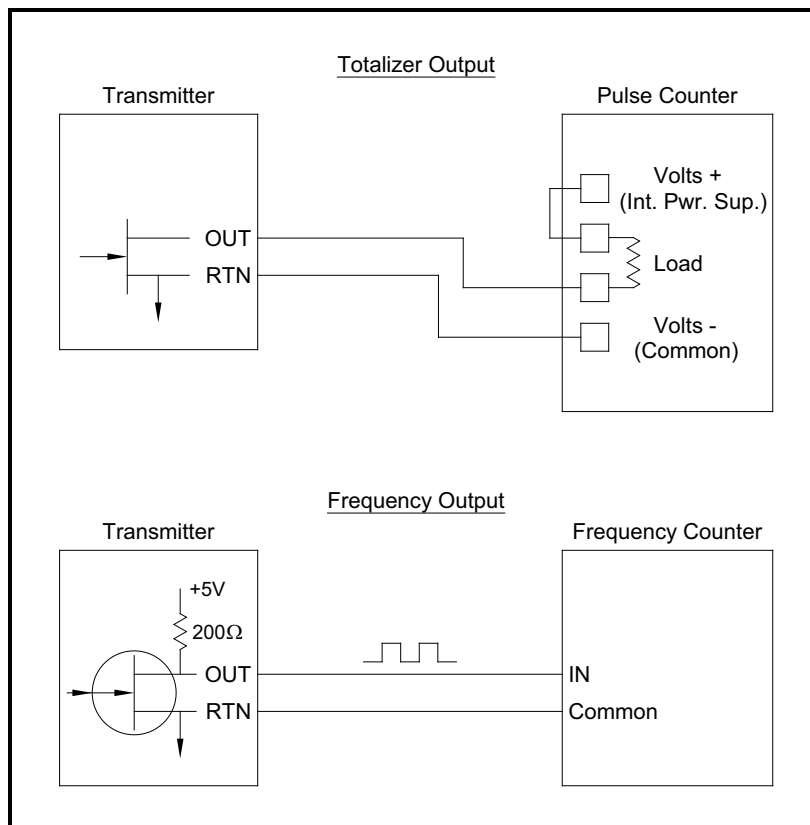 Totalizer Output
Transmitter
Pulse Counter
Volts +
(Int. Pwr. Sup.)
OUT
Load
RTN
Volts -
(Common)
Frequency Output
Transmitter
Frequency Counter
+5V
200Ω
OUT
IN
RTN
Common